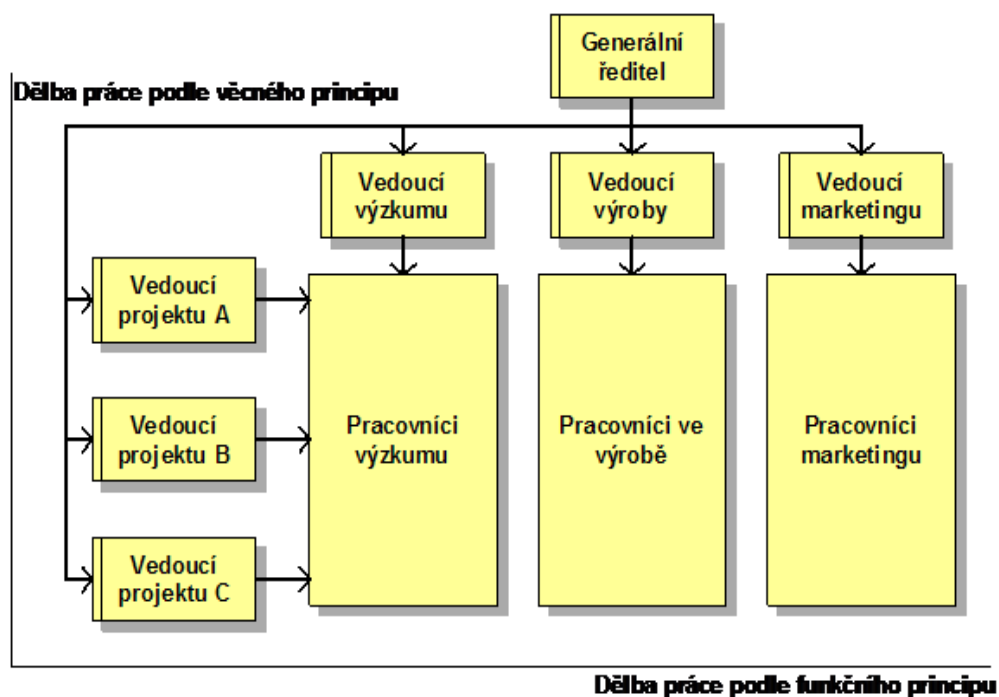 Generální
ředitel
Dělba práce podle věcného principu
Vedoucí
výzkumu
Vedoucí
výroby
Vedoucí
marketingu
Vedoucí
projektu A
Vedoucí
projektu B
Vedoucí
projektu C
Pracovníci
výzkumu
Pracovníci ve
výrobě
Pracovníci
marketingu
Dělba práce podle funkčního principu